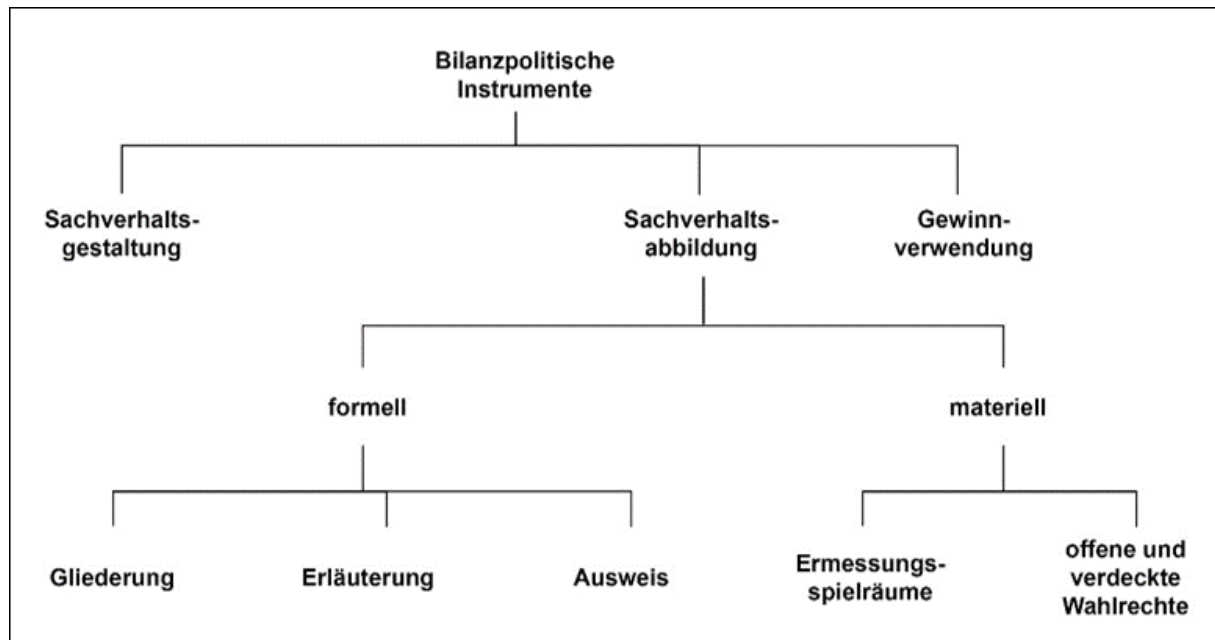 Bilanzpolitische
Instrumente
Sachverhalts-
gestaltung
Sachverhalts-
abbildung
Gewinn-
verwendung
formell
materiell
Gliederung
Erläuterung
Ausweis
Ermessungs-
spielräume
offene und
verdeckte
Wahlrechte